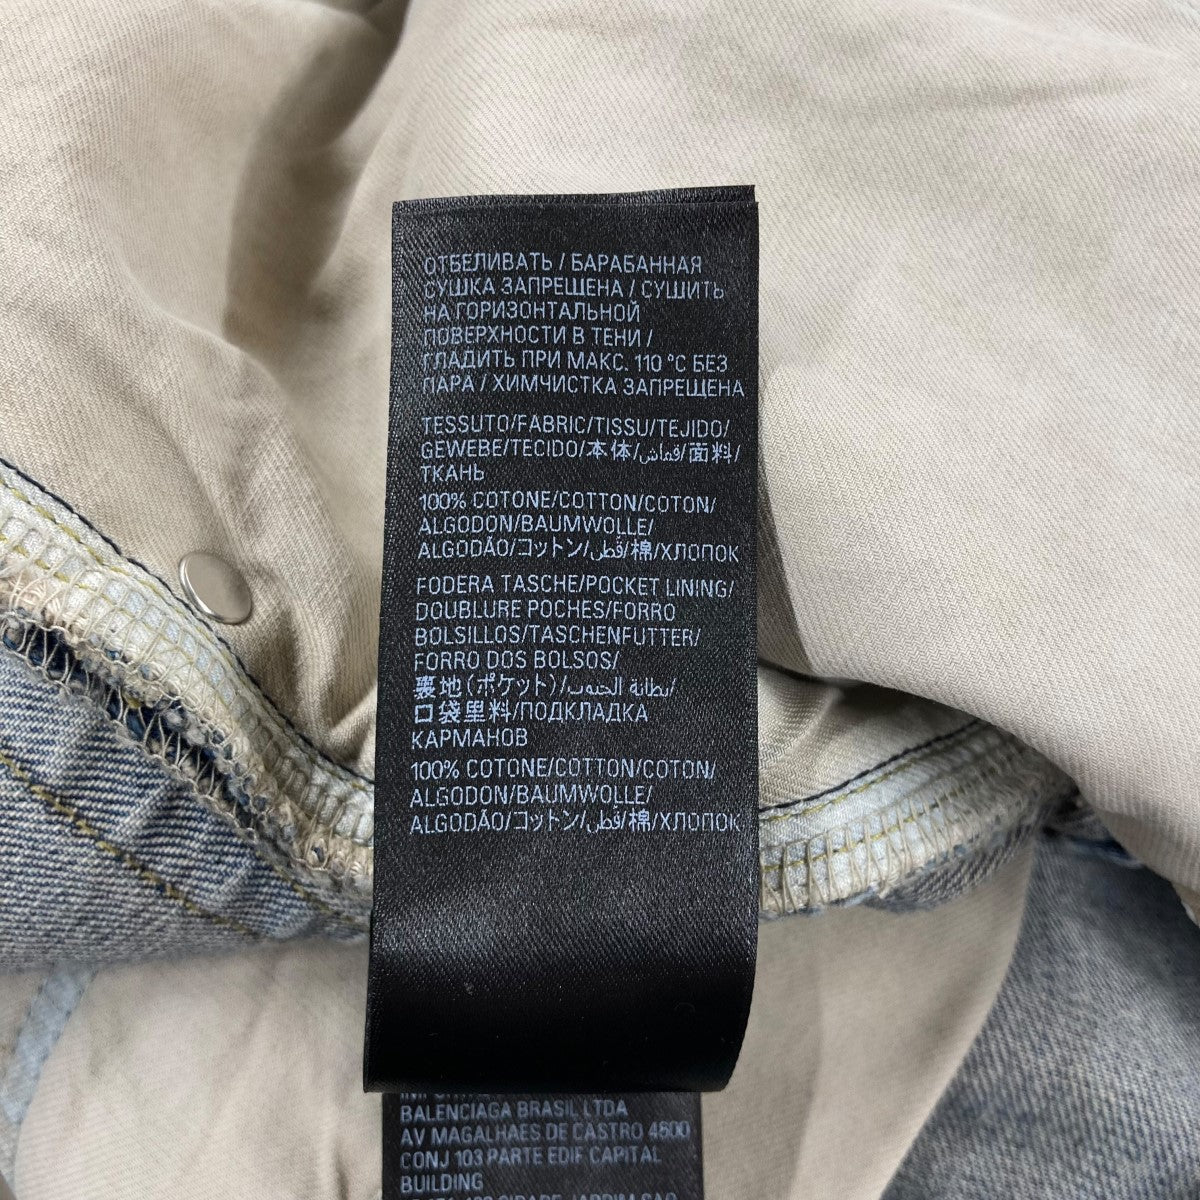 ОТБЕЛИВАТЬ / БАРАБАННАЯ
СУШКА ЗАПРЕЩЕНА / СУШИТЬ
НА ГОРИЗОНТАЛЬНОЙ
ПОВЕРХНОСТИ В ТЕНИ /
ГЛАДИТЬ ПРИ МАКС. 110 °C БЕЗ
ПАРА / ХИМЧИСТКА ЗАПРЕЩЕНА
TESSUTO/FABRIC/TISSU/TEJIDO/
GEWEBE/TECIDO/本体/قماش/面料/
ТКАНЬ
100% COTONE/COTTON/COTON/
ALGODON/BAUMWOLLE/
ALGODÃO/コットン/قطن/棉/ХЛОПОК
FODERA TASCHE/POCKET LINING/
DOUBLURE POCHES/FORRO
BOLSILLOS/TASCHENFUTTER/
FORRO DOS BOLSOS/
裏地(ポケット)/بطانة الجيوب/
口袋里料/ПОДКЛАДКА
КАРМАНОВ
100% COTONE/COTTON/COTON/
ALGODON/BAUMWOLLE/
ALGODÃO/コットン/قطن/棉/ХЛОПОК
BALENCIAGA BRASIL LTDA
AV MAGALHAES DE CASTRO 4800
CONJ 103 PARTE EDIF CAPITAL
BUILDING
CIDADE JARDIM SAO